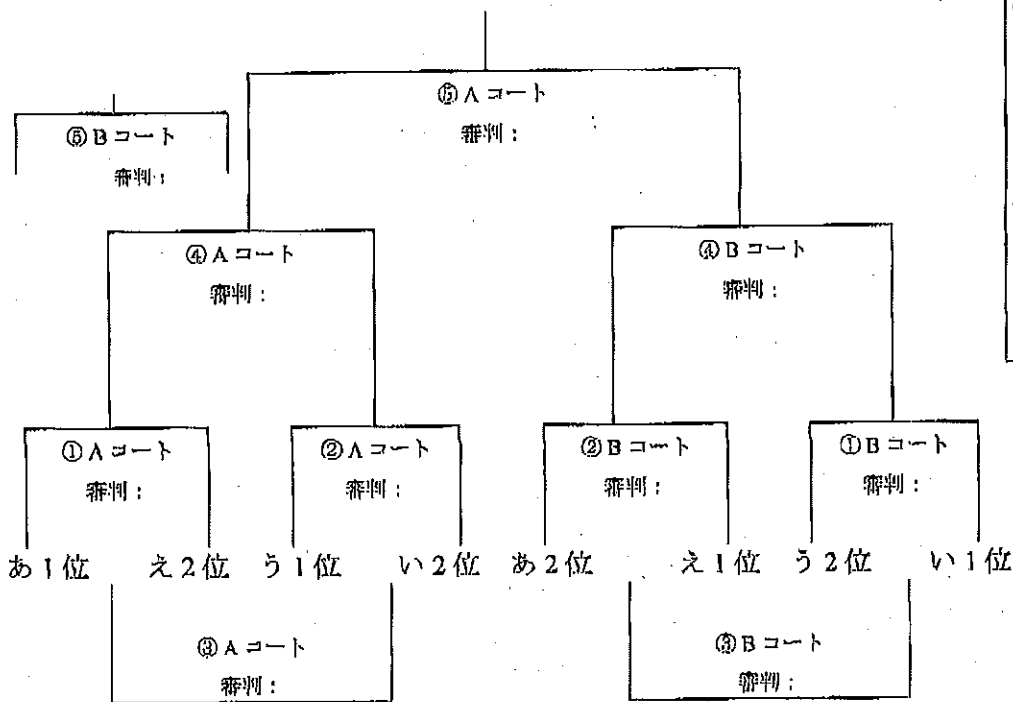 ⑤Aコート
審判：
⑤Bコート
審判：
④Aコート
審判：
④Bコート
審判：
①Aコート
審判：
②Aコート
審判：
②Bコート
審判：
①Bコート
審判：
あ1位 え2位 う1位 い2位 あ2位 え1位 う2位 い1位
③Aコート
審判：
③Bコート
審判：